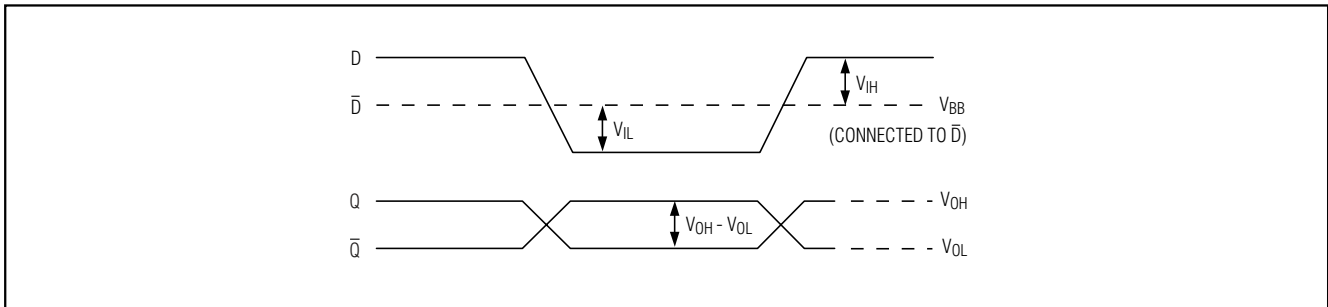 D
V_IH
D̅ V_BB
V_IL (CONNECTED TO D̅)
Q V_OH
V_OH - V_OL
Q̅ V_OL